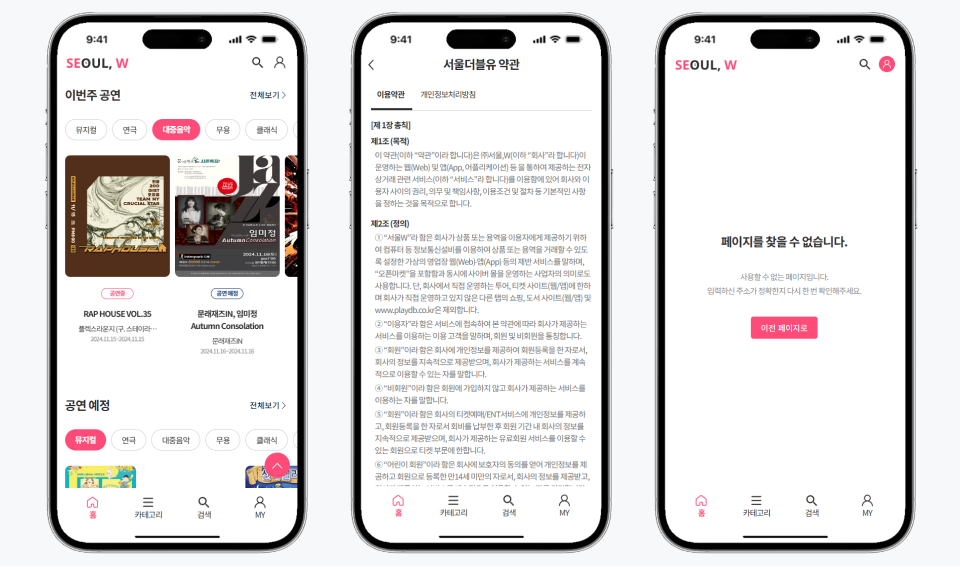 9:41
SEOUL, W
이번주 공연
전체보기
뮤지컬
연극
대중음악
무용
클래식
TEAM NY
CRUCIAL STAR
임미정
Autumn Consolation
2024.11.16(토)
공연중
공연예정
RAP HOUSE VOL.35
플렉스라운지 (구. 스테이라…
2024.11.15~2024.11.15
문래재즈IN, 임미정
Autumn Consolation
문래재즈IN
2024.11.16~2024.11.16
공연 예정
전체보기
뮤지컬
연극
대중음악
무용
클래식
홈
카테고리
검색
MY
9:41
서울더블유 약관
이용약관
개인정보처리방침
[제 1장 총칙]
제1조 (목적)
이 약관(이하 “약관”이라 합니다)은 ㈜서울,W(이하 “회사”라 합니다)이
운영하는 웹(Web) 및 앱(App, 어플리케이션) 등을 통하여 제공하는 전자
상거래 관련 서비스(이하 “서비스”라 합니다)를 이용함에 있어 회사와 이
용자 사이의 권리, 의무 및 책임사항, 이용조건 및 절차 등 기본적인 사항
을 정하는 것을 목적으로 합니다.
제2조 (정의)
① “서울W”라 함은 회사가 상품 또는 용역을 이용자에게 제공하기 위하
여 컴퓨터 등 정보통신설비를 이용하여 상품 또는 용역을 거래할 수 있도
록 설정한 가상의 영업장 웹(Web)·앱(App) 등의 제반 서비스를 말하며,
“오픈마켓”을 포함함과 동시에 사이버 몰을 운영하는 사업자의 의미로도
사용합니다. 단, 회사에서 직접 운영하는 투어, 티켓 사이트(웹/앱)에 한하
며 회사가 직접 운영하고 있지 않은 다른 탭의 쇼핑, 도서 사이트(웹/앱) 및
www.playdb.co.kr은 제외합니다.
② “이용자”라 함은 서비스에 접속하여 본 약관에 따라 회사가 제공하는
서비스를 이용하는 이용 고객을 말하며, 회원 및 비회원을 통칭합니다.
③ “회원”이라 함은 회사에 개인정보를 제공하여 회원등록을 한 자로서,
회사의 정보를 지속적으로 제공받으며, 회사가 제공하는 서비스를 계속
적으로 이용할 수 있는 자를 말합니다.
④ “비회원”이라 함은 회원에 가입하지 않고 회사가 제공하는 서비스를
이용하는 자를 말합니다.
⑤ “회원”이라 함은 회사의 티켓예매/ENT서비스에 개인정보를 제공하
고, 회원등록을 한 자로서 회비를 납부한 후 회원 기간 내 회사의 정보를
지속적으로 제공받으며, 회사가 제공하는 유료회원 서비스를 이용할 수
있는 회원으로 티켓 부문에 한합니다.
⑥ “어린이 회원”이라 함은 회사에 보호자의 동의를 얻어 개인정보를 제
공하고 회원으로 등록한 만14세 미만의 자로서, 회사의 정보를 제공받고,
홈
카테고리
검색
MY
9:41
SEOUL, W
페이지를 찾을 수 없습니다.
사용할 수 없는 페이지입니다.
입력하신 주소가 정확한지 다시 한 번 확인해주세요.
이전 페이지로
홈
카테고리
검색
MY